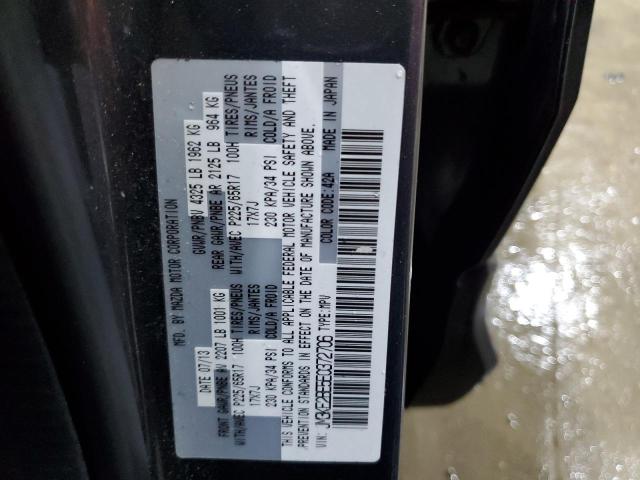 MFD. BY MAZDA MOTOR CORPORATION
DATE 07/13 GVWR/PNBV 4325 LB 1962 KG
FRONT GAWR/PNBE AV 2207 LB 1001 KG REAR GAWR/PNBE AR 2125 LB 964 KG
WITH/AVEC P225/65R17 100H TIRES/PNEUS WITH/AVEC P225/65R17 100H TIRES/PNEUS
17X7J RIMS/JANTES 17X7J RIMS/JANTES
230 KPA/34 PSI COLD/A FROID 230 KPA/34 PSI COLD/A FROID
THIS VEHICLE CONFORMS TO ALL APPLICABLE FEDERAL MOTOR VEHICLE SAFETY AND THEFT
PREVENTION STANDARDS IN EFFECT ON THE DATE OF MANUFACTURE SHOWN ABOVE.
VIN: TYPE: MPV COLOR CODE: 42A MADE IN JAPAN